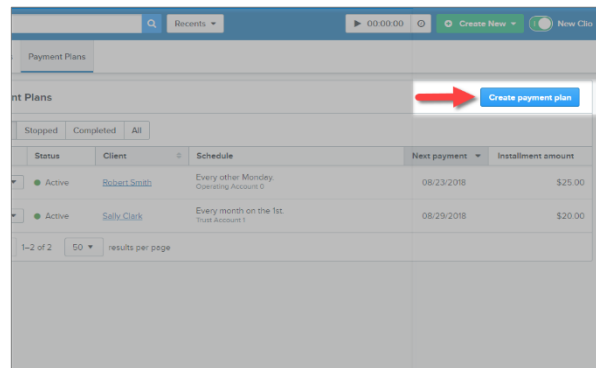 Recents
00:00:00
Create New
New Clio
Payment Plans
nt Plans
Create payment plan
Stopped Completed All
Status Client Schedule Next payment Installment amount
Active Robert Smith Every other Monday. 08/23/2018 $25.00
Operating Account 0
Active Sally Clark Every month on the 1st. 08/29/2018 $20.00
Trust Account 1
1–2 of 2 50 results per page